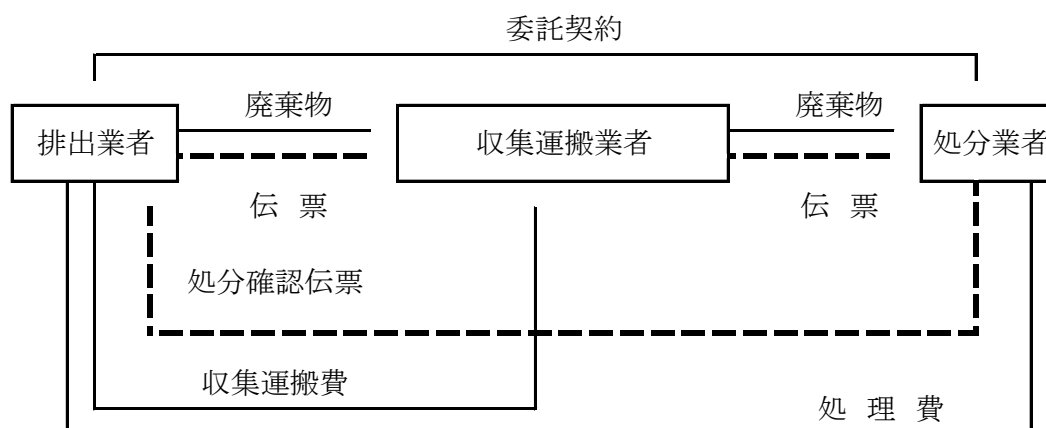 委託契約
廃棄物
廃棄物
排出業者
収集運搬業者
処分業者
伝 票
伝 票
処分確認伝票
収集運搬費
処 理 費